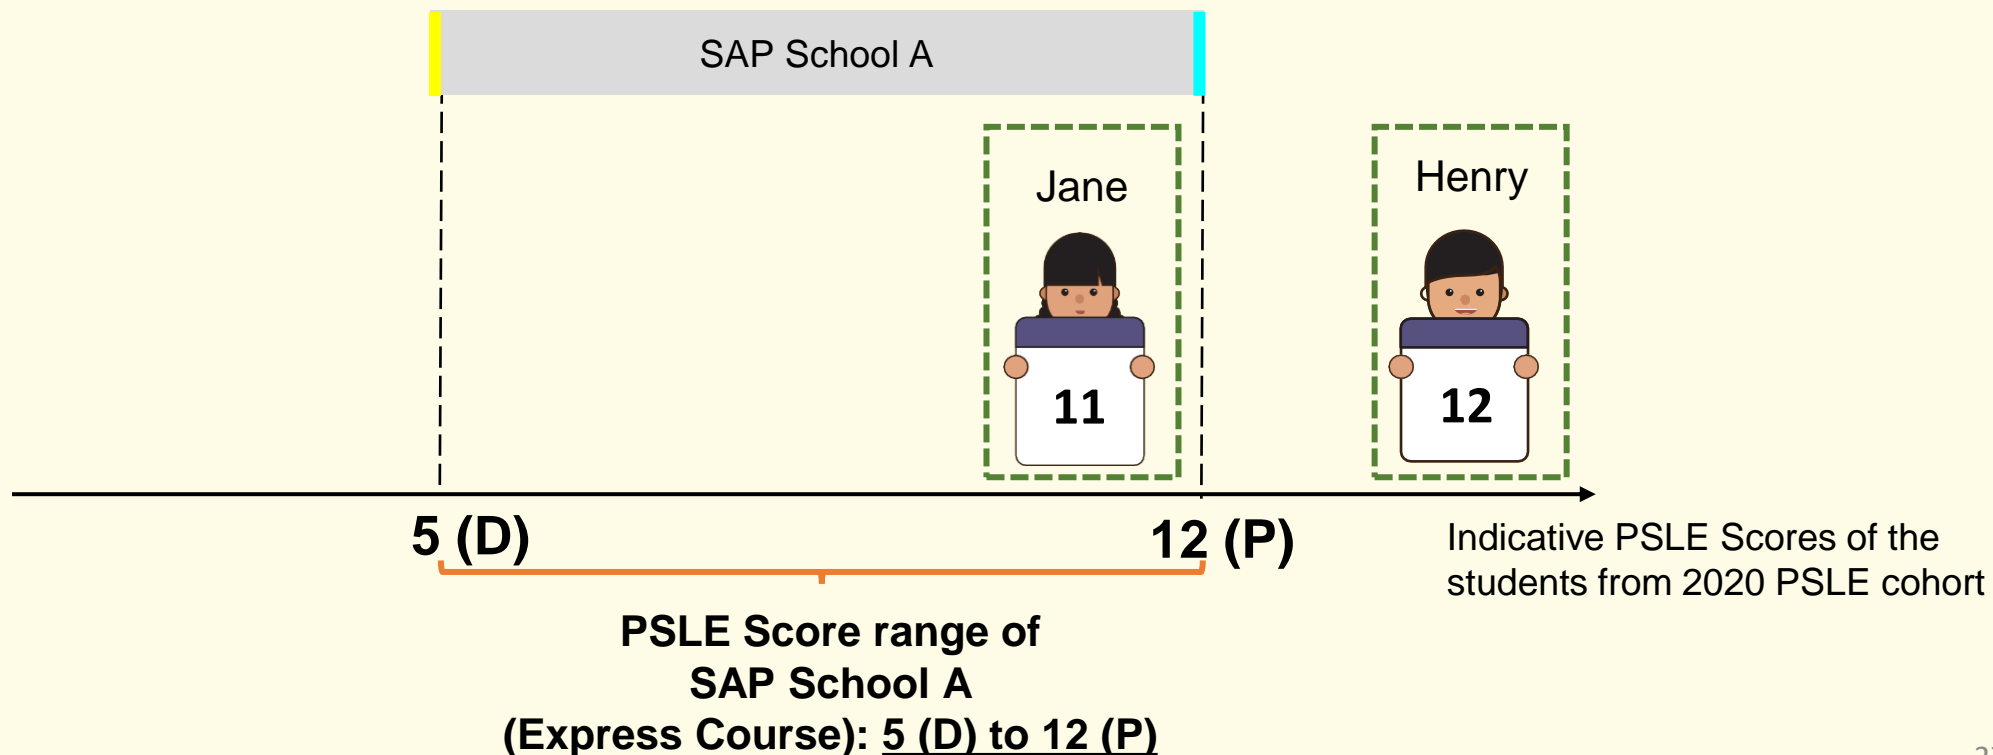 SAP School A
Jane
Henry
11
12
5 (D)
12 (P)
Indicative PSLE Scores of the
students from 2020 PSLE cohort
PSLE Score range of
SAP School A
(Express Course): 5 (D) to 12 (P)